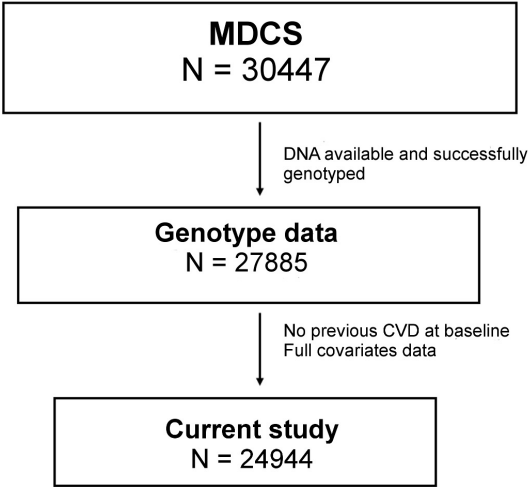 MDCS
N = 30447
DNA available and successfully
genotyped
Genotype data
N = 27885
No previous CVD at baseline
Full covariates data
Current study
N = 24944